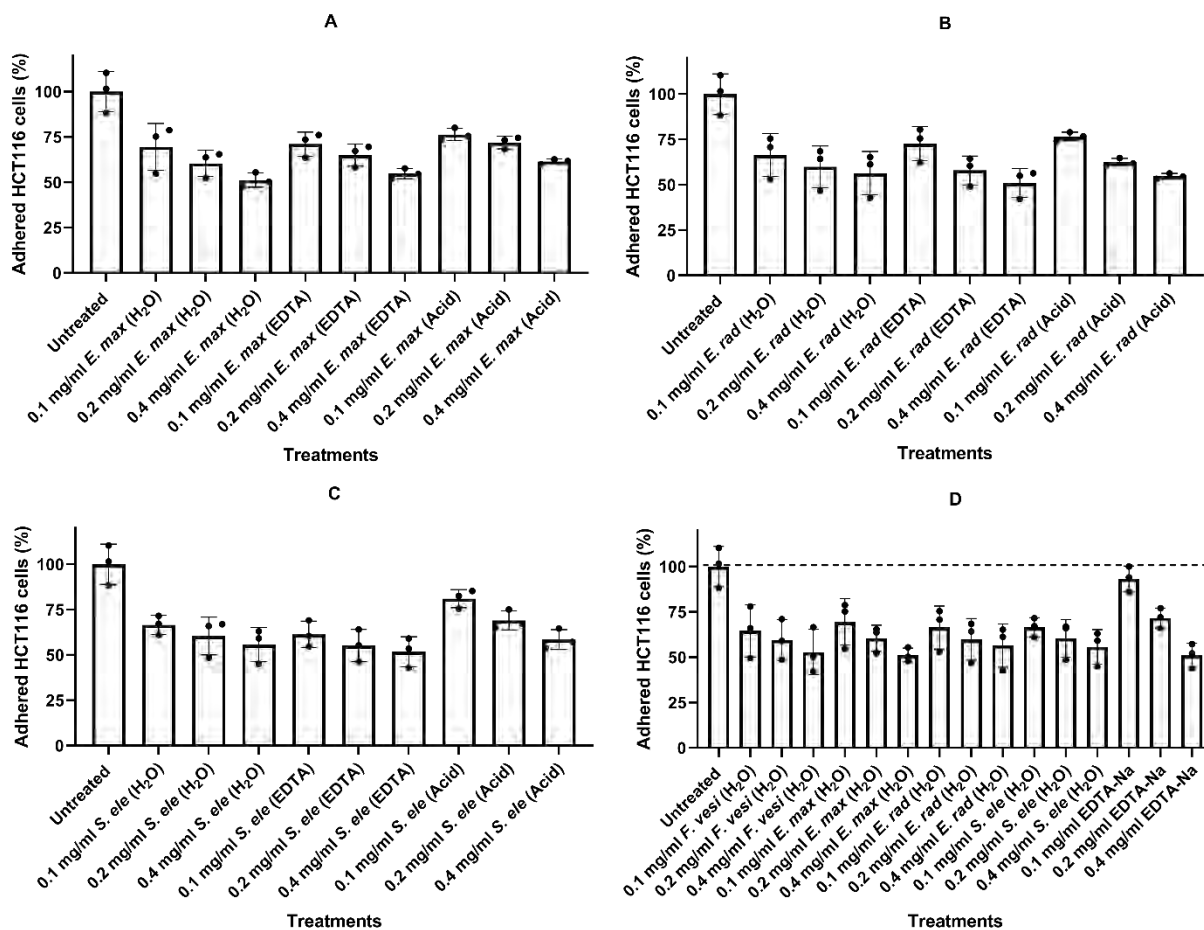 A
Adhered HCT116 cells (%)
100
75
50
25
0
Untreated
0.1 mg/ml E. max (H₂O)
0.2 mg/ml E. max (H₂O)
0.4 mg/ml E. max (H₂O)
0.1 mg/ml E. max (EDTA)
0.2 mg/ml E. max (EDTA)
0.4 mg/ml E. max (EDTA)
0.1 mg/ml E. max (Acid)
0.2 mg/ml E. max (Acid)
0.4 mg/ml E. max (Acid)
Treatments
B
Adhered HCT116 cells (%)
100
75
50
25
0
Untreated
0.1 mg/ml E. rad (H₂O)
0.2 mg/ml E. rad (H₂O)
0.4 mg/ml E. rad (H₂O)
0.1 mg/ml E. rad (EDTA)
0.2 mg/ml E. rad (EDTA)
0.4 mg/ml E. rad (EDTA)
0.1 mg/ml E. rad (Acid)
0.2 mg/ml E. rad (Acid)
0.4 mg/ml E. rad (Acid)
Treatments
C
Adhered HCT116 cells (%)
100
75
50
25
0
Untreated
0.1 mg/ml S. ele (H₂O)
0.2 mg/ml S. ele (H₂O)
0.4 mg/ml S. ele (H₂O)
0.1 mg/ml S. ele (EDTA)
0.2 mg/ml S. ele (EDTA)
0.4 mg/ml S. ele (EDTA)
0.1 mg/ml S. ele (Acid)
0.2 mg/ml S. ele (Acid)
0.4 mg/ml S. ele (Acid)
Treatments
D
Adhered HCT116 cells (%)
100
75
50
25
0
Untreated
0.1 mg/ml F. vesi (H₂O)
0.2 mg/ml F. vesi (H₂O)
0.4 mg/ml F. vesi (H₂O)
0.1 mg/ml E. max (H₂O)
0.2 mg/ml E. max (H₂O)
0.4 mg/ml E. max (H₂O)
0.1 mg/ml E. rad (H₂O)
0.2 mg/ml E. rad (H₂O)
0.4 mg/ml E. rad (H₂O)
0.1 mg/ml S. ele (H₂O)
0.2 mg/ml S. ele (H₂O)
0.4 mg/ml S. ele (H₂O)
0.1 mg/ml EDTA-Na
0.2 mg/ml EDTA-Na
0.4 mg/ml EDTA-Na
Treatments